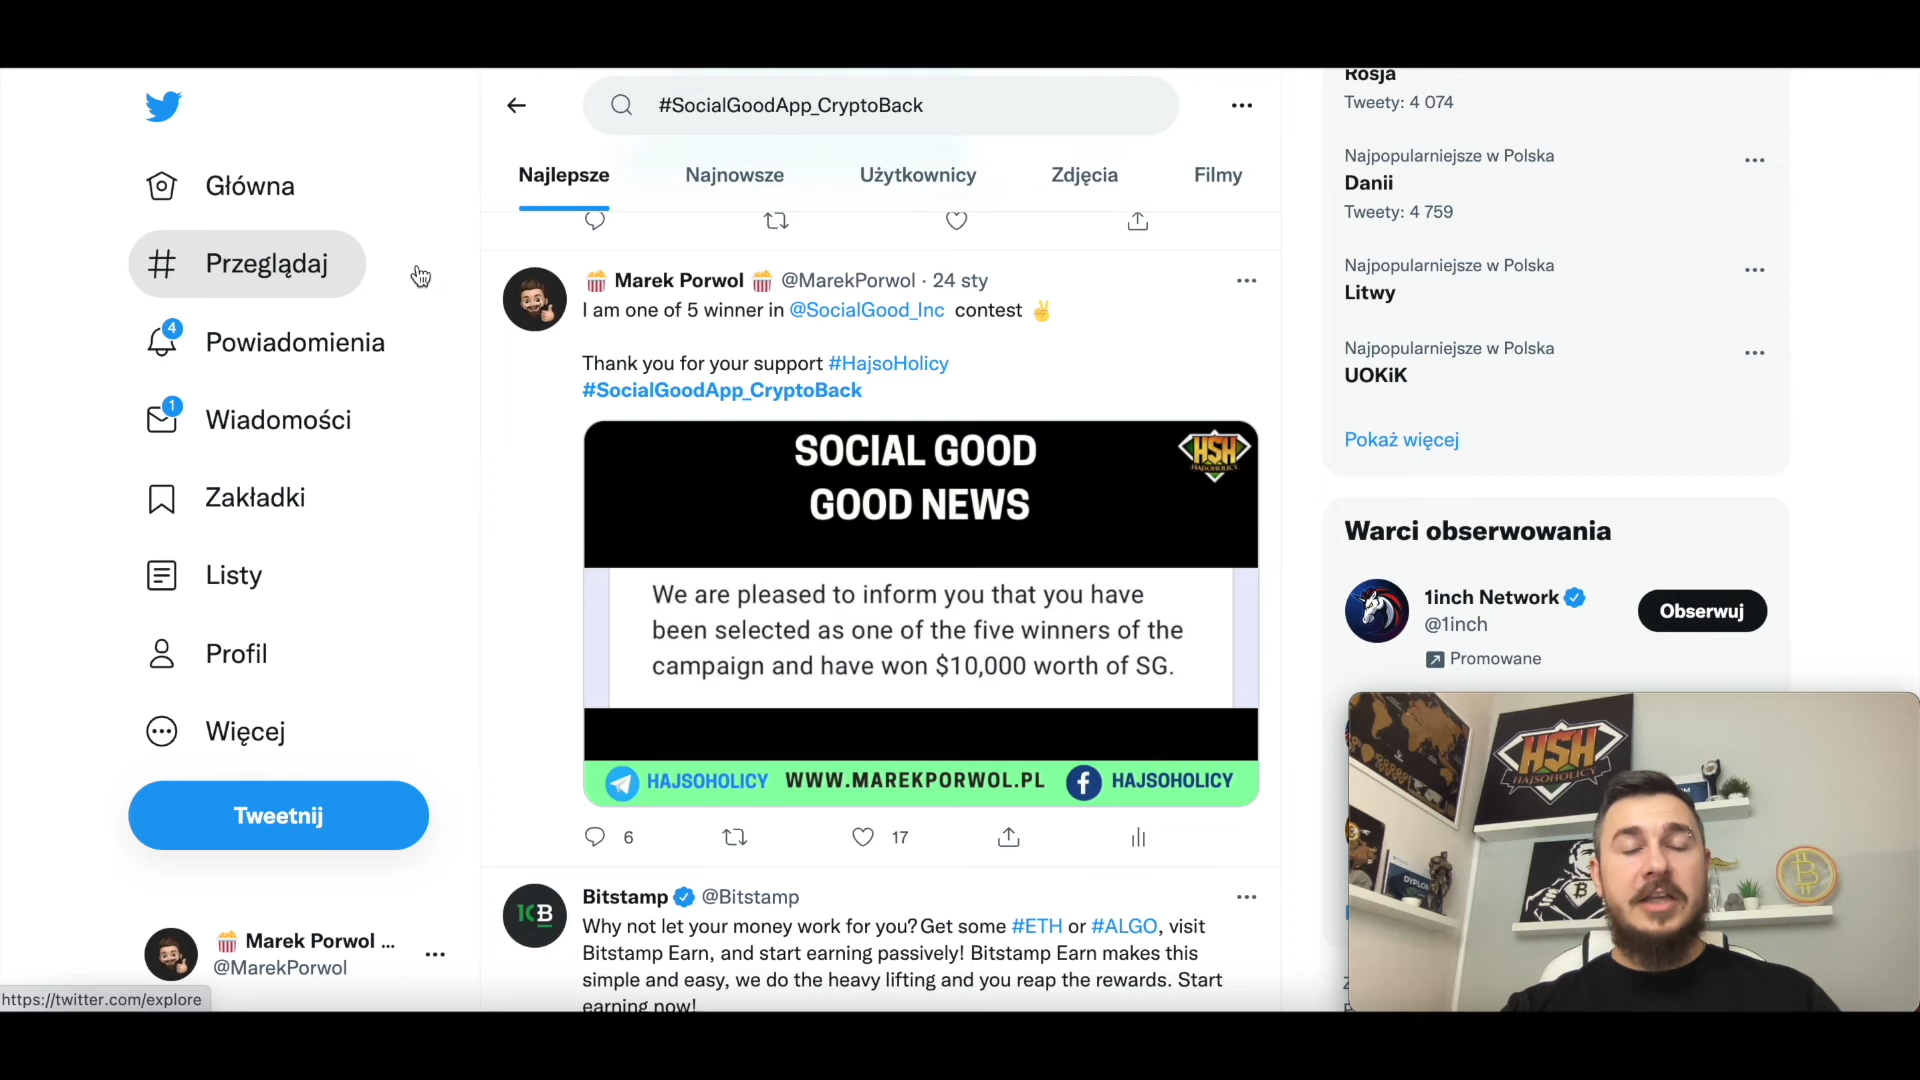 Główna
Przeglądaj
4
Powiadomienia
1
Wiadomości
Zakładki
Listy
Profil
Więcej
Tweetnij
Marek Porwol ...
@MarekPorwol
https://twitter.com/explore
#SocialGoodApp_CryptoBack
Najlepsze Najnowsze Użytkownicy Zdjęcia Filmy
Marek Porwol @MarekPorwol · 24 sty
I am one of 5 winner in @SocialGood_Inc contest
Thank you for your support #HajsoHolicy
#SocialGoodApp_CryptoBack
SOCIAL GOOD
GOOD NEWS
HSH
HAJSOHOLICY
We are pleased to inform you that you have
been selected as one of the five winners of the
campaign and have won $10,000 worth of SG.
HAJSOHOLICY WWW.MAREKPORWOL.PL HAJSOHOLICY
6 17
Bitstamp @Bitstamp
Why not let your money work for you? Get some #ETH or #ALGO, visit
Bitstamp Earn, and start earning passively! Bitstamp Earn makes this
simple and easy, we do the heavy lifting and you reap the rewards. Start
earning now!
Rosja
Tweety: 4 074
Najpopularniejsze w Polska
Danii
Tweety: 4 759
Najpopularniejsze w Polska
Litwy
Najpopularniejsze w Polska
UOKiK
Pokaż więcej
Warci obserwowania
1inch Network
@1inch
Obserwuj
Promowane
HSH
HAJSOHOLICY
DYPLOM